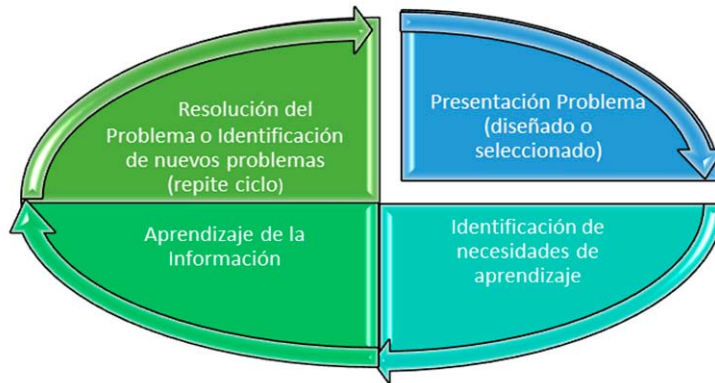 Presentación Problema
(diseñado o
seleccionado)
Identificación de
necesidades de
aprendizaje
Aprendizaje de la
Información
Resolución del
Problema o Identificación
de nuevos problemas
(repite ciclo)